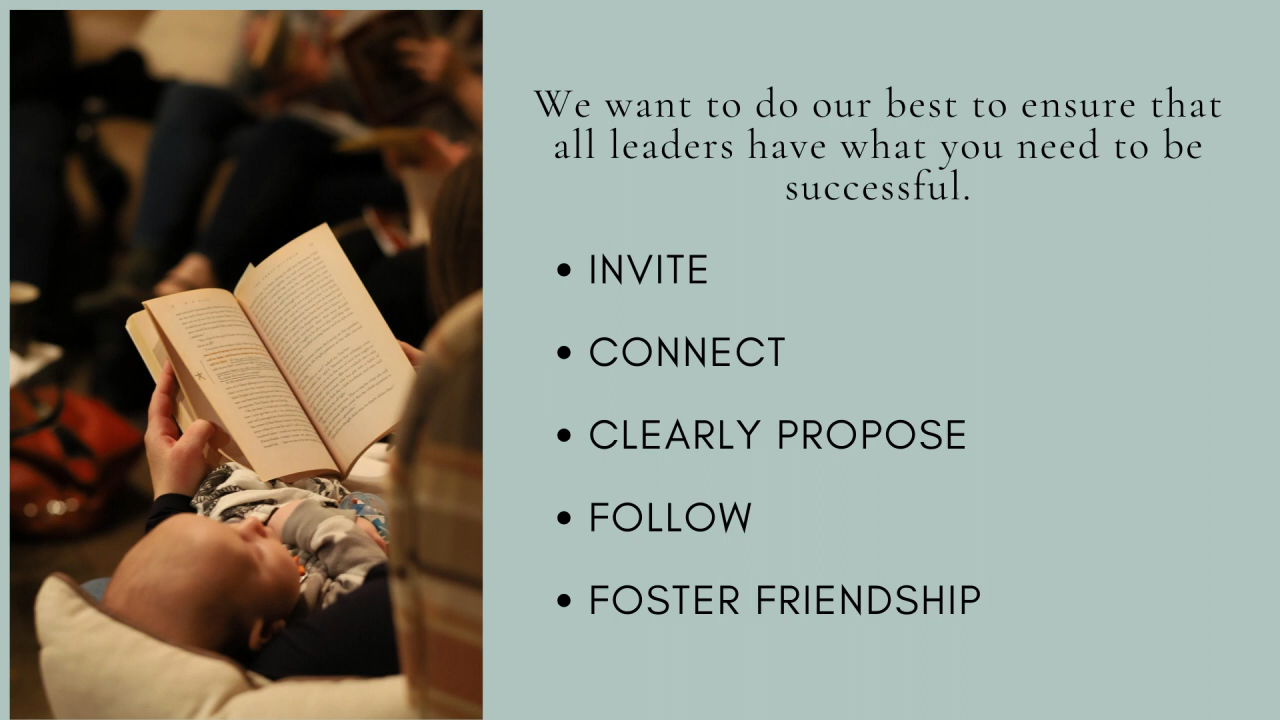 We want to do our best to ensure that
all leaders have what you need to be
successful.
• INVITE
• CONNECT
• CLEARLY PROPOSE
• FOLLOW
• FOSTER FRIENDSHIP